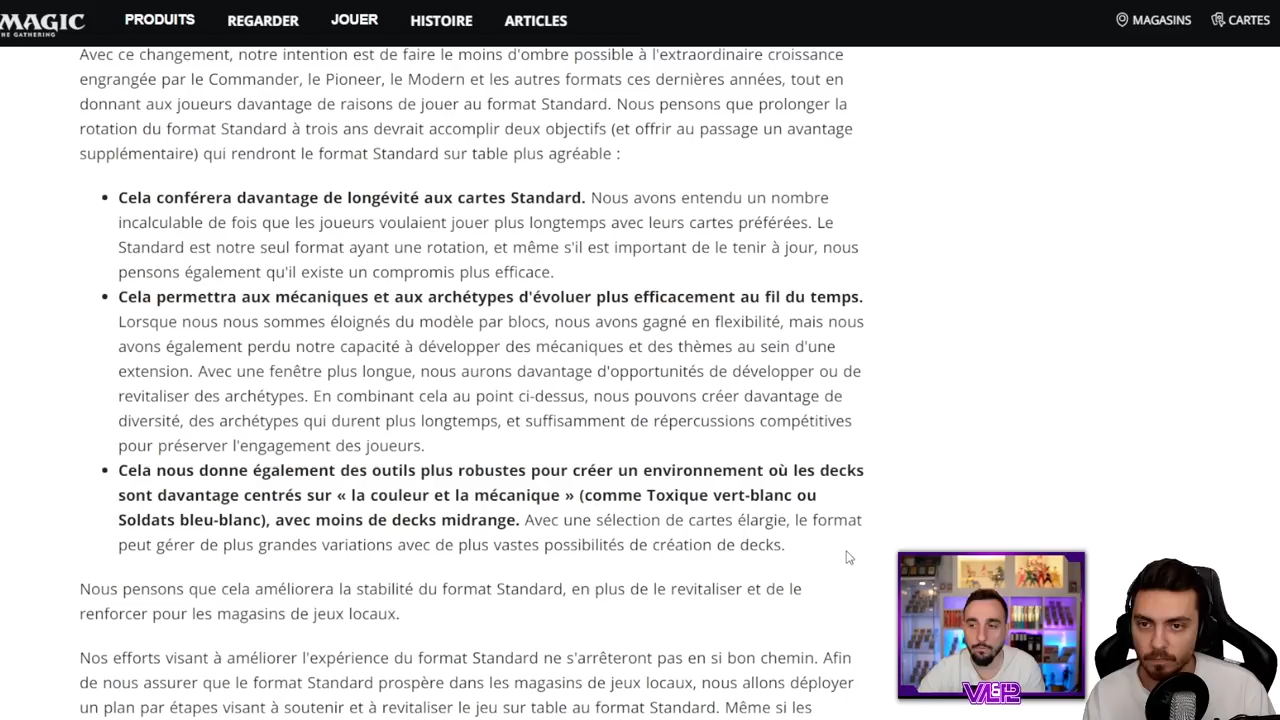 MAGIC
THE GATHERING
PRODUITS
REGARDER
JOUER
HISTOIRE
ARTICLES
MAGASINS
CARTES
Avec ce changement, notre intention est de faire le moins d'ombre possible à l'extraordinaire croissance
engrangée par le Commander, le Pioneer, le Modern et les autres formats ces dernières années, tout en
donnant aux joueurs davantage de raisons de jouer au format Standard. Nous pensons que prolonger la
rotation du format Standard à trois ans devrait accomplir deux objectifs (et offrir au passage un avantage
supplémentaire) qui rendront le format Standard sur table plus agréable :
• Cela conférera davantage de longévité aux cartes Standard. Nous avons entendu un nombre
incalculable de fois que les joueurs voulaient jouer plus longtemps avec leurs cartes préférées. Le
Standard est notre seul format ayant une rotation, et même s'il est important de le tenir à jour, nous
pensons également qu'il existe un compromis plus efficace.
• Cela permettra aux mécaniques et aux archétypes d'évoluer plus efficacement au fil du temps.
Lorsque nous nous sommes éloignés du modèle par blocs, nous avons gagné en flexibilité, mais nous
avons également perdu notre capacité à développer des mécaniques et des thèmes au sein d'une
extension. Avec une fenêtre plus longue, nous aurons davantage d'opportunités de développer ou de
revitaliser des archétypes. En combinant cela au point ci-dessus, nous pouvons créer davantage de
diversité, des archétypes qui durent plus longtemps, et suffisamment de répercussions compétitives
pour préserver l'engagement des joueurs.
• Cela nous donne également des outils plus robustes pour créer un environnement où les decks
sont davantage centrés sur « la couleur et la mécanique » (comme Toxique vert-blanc ou
Soldats bleu-blanc), avec moins de decks midrange. Avec une sélection de cartes élargie, le format
peut gérer de plus grandes variations avec de plus vastes possibilités de création de decks.
Nous pensons que cela améliorera la stabilité du format Standard, en plus de le revitaliser et de le
renforcer pour les magasins de jeux locaux.
Nos efforts visant à améliorer l'expérience du format Standard ne s'arrêteront pas en si bon chemin. Afin
de nous assurer que le format Standard prospère dans les magasins de jeux locaux, nous allons déployer
un plan par étapes visant à soutenir et à revitaliser le jeu sur table au format Standard. Même si les